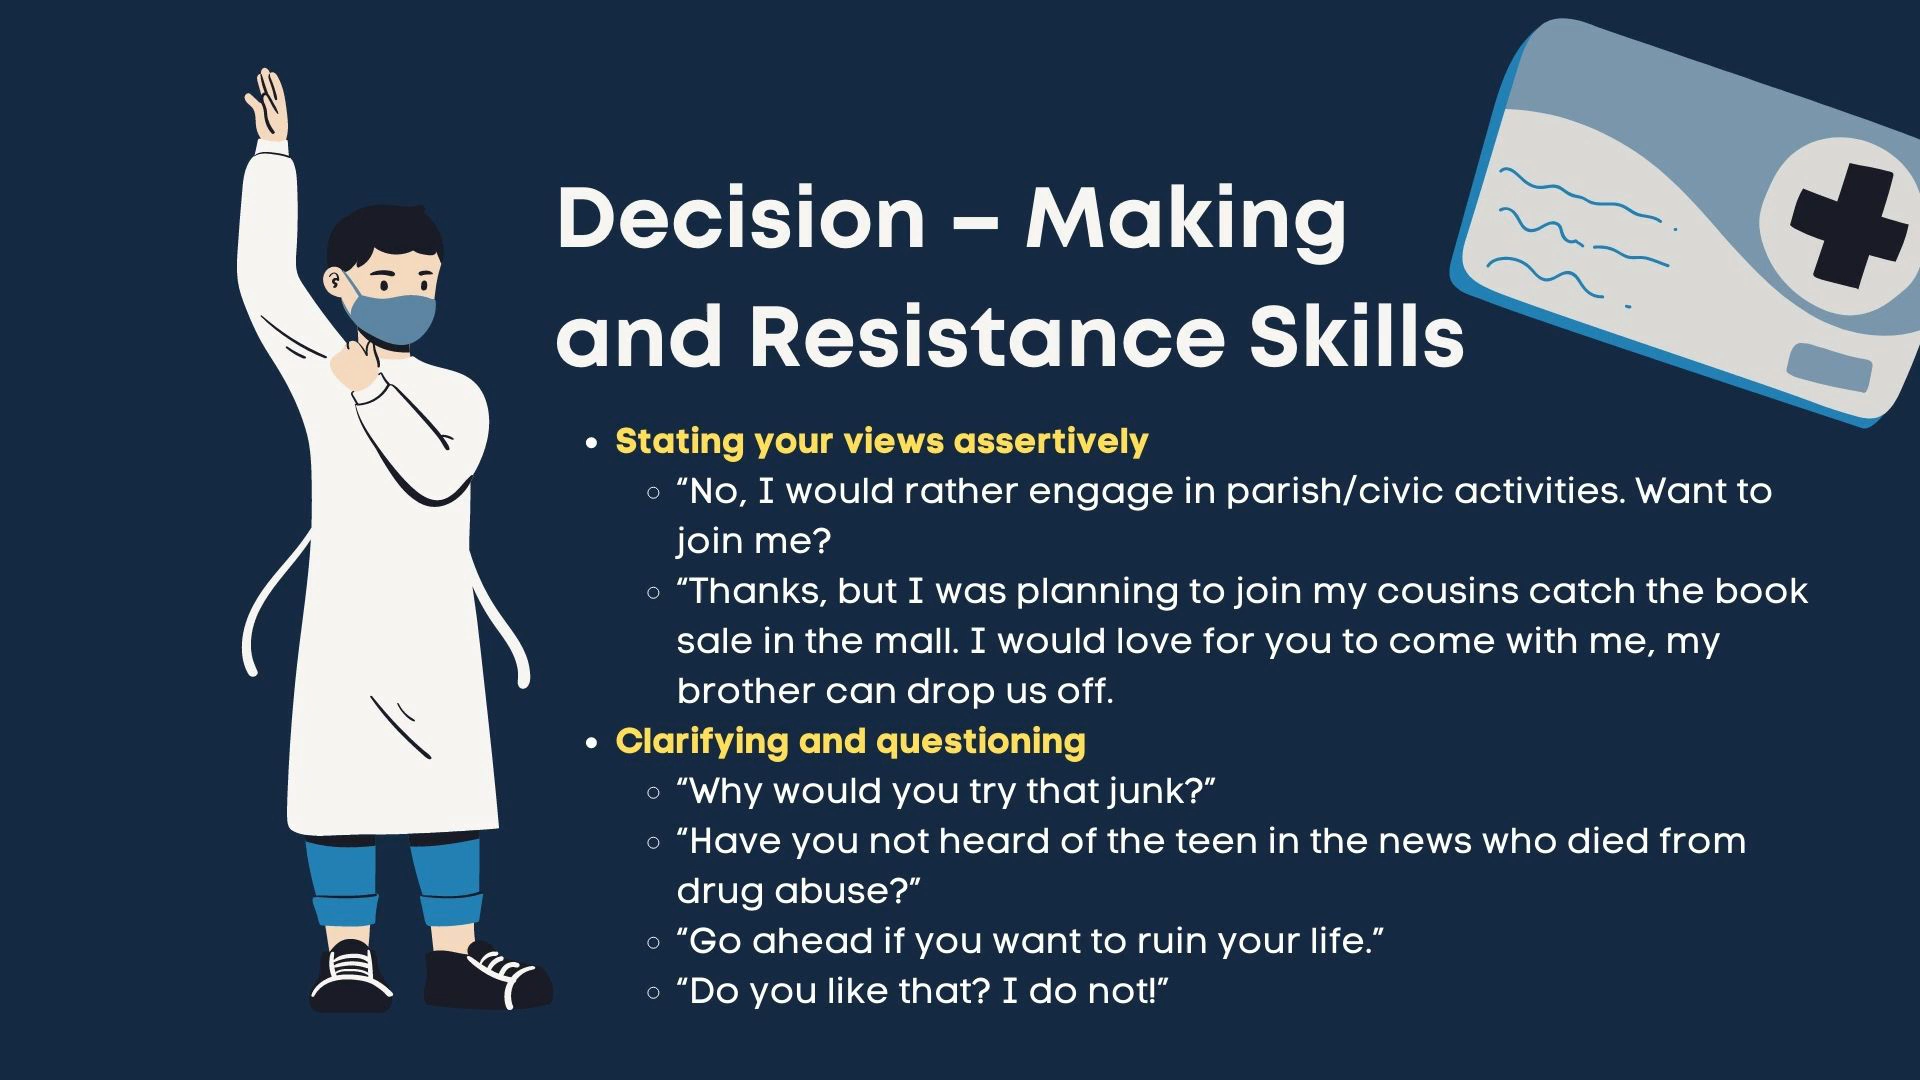 Decision – Making
and Resistance Skills
• Stating your views assertively
○ “No, I would rather engage in parish/civic activities. Want to
join me?
○ “Thanks, but I was planning to join my cousins catch the book
sale in the mall. I would love for you to come with me, my
brother can drop us off.
• Clarifying and questioning
○ “Why would you try that junk?”
○ “Have you not heard of the teen in the news who died from
drug abuse?”
○ “Go ahead if you want to ruin your life.”
○ “Do you like that? I do not!”